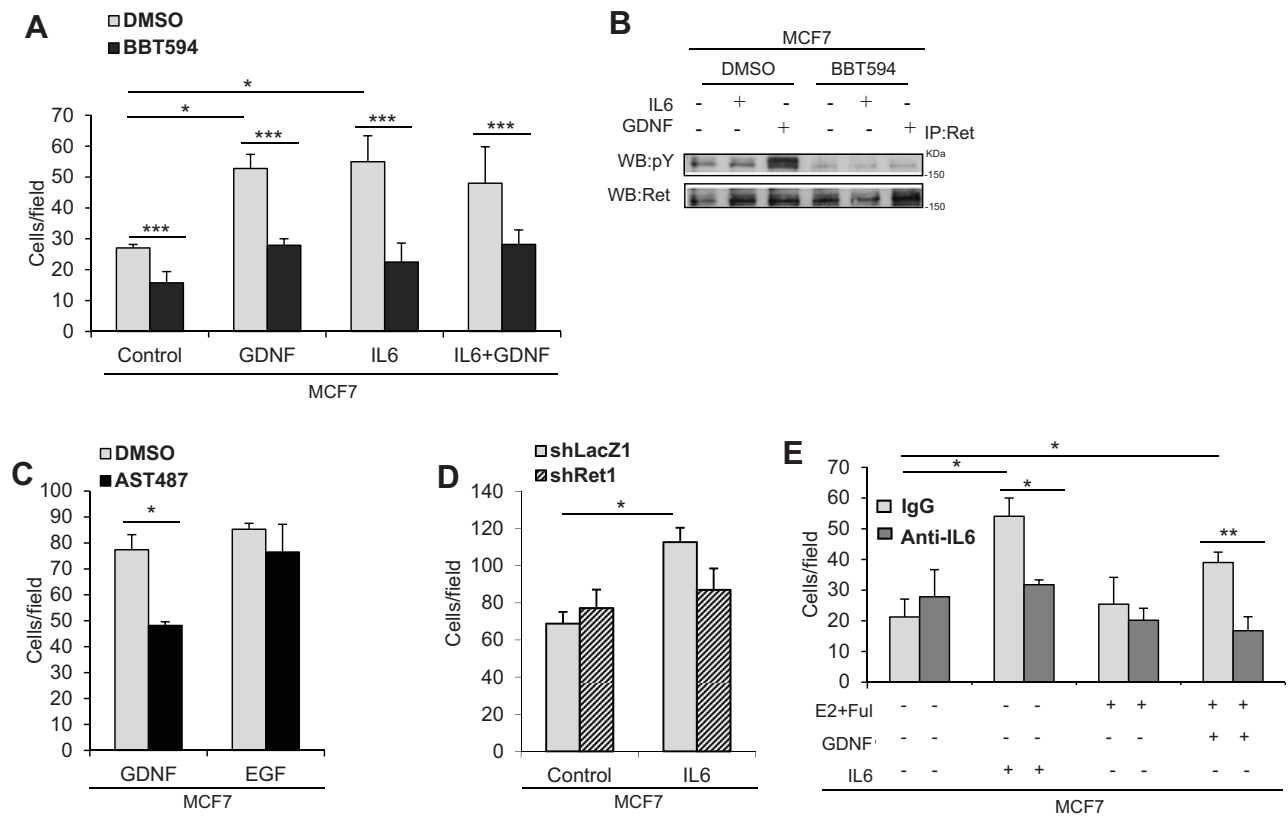 A
DMSO
BBT594
*
*
***
***
***
***
Cells/field
70
60
50
40
30
20
10
0
Control GDNF IL6 IL6+GDNF
MCF7
B
MCF7
DMSO BBT594
IL6 - + - - + -
GDNF - - + - - + IP:Ret
WB:pY
KDa
-150
WB:Ret
-150
C
DMSO
AST487
*
Cells/field
100
90
80
70
60
50
40
30
20
10
0
GDNF EGF
MCF7
D
shLacZ1
shRet1
*
Cells/field
140
120
100
80
60
40
20
0
Control IL6
MCF7
E
*
*
*
**
IgG
Anti-IL6
Cells/field
70
60
50
40
30
20
10
0
E2+Ful - - - - + + + +
GDNF - - - - - - + +
IL6 - - + + - - - -
MCF7